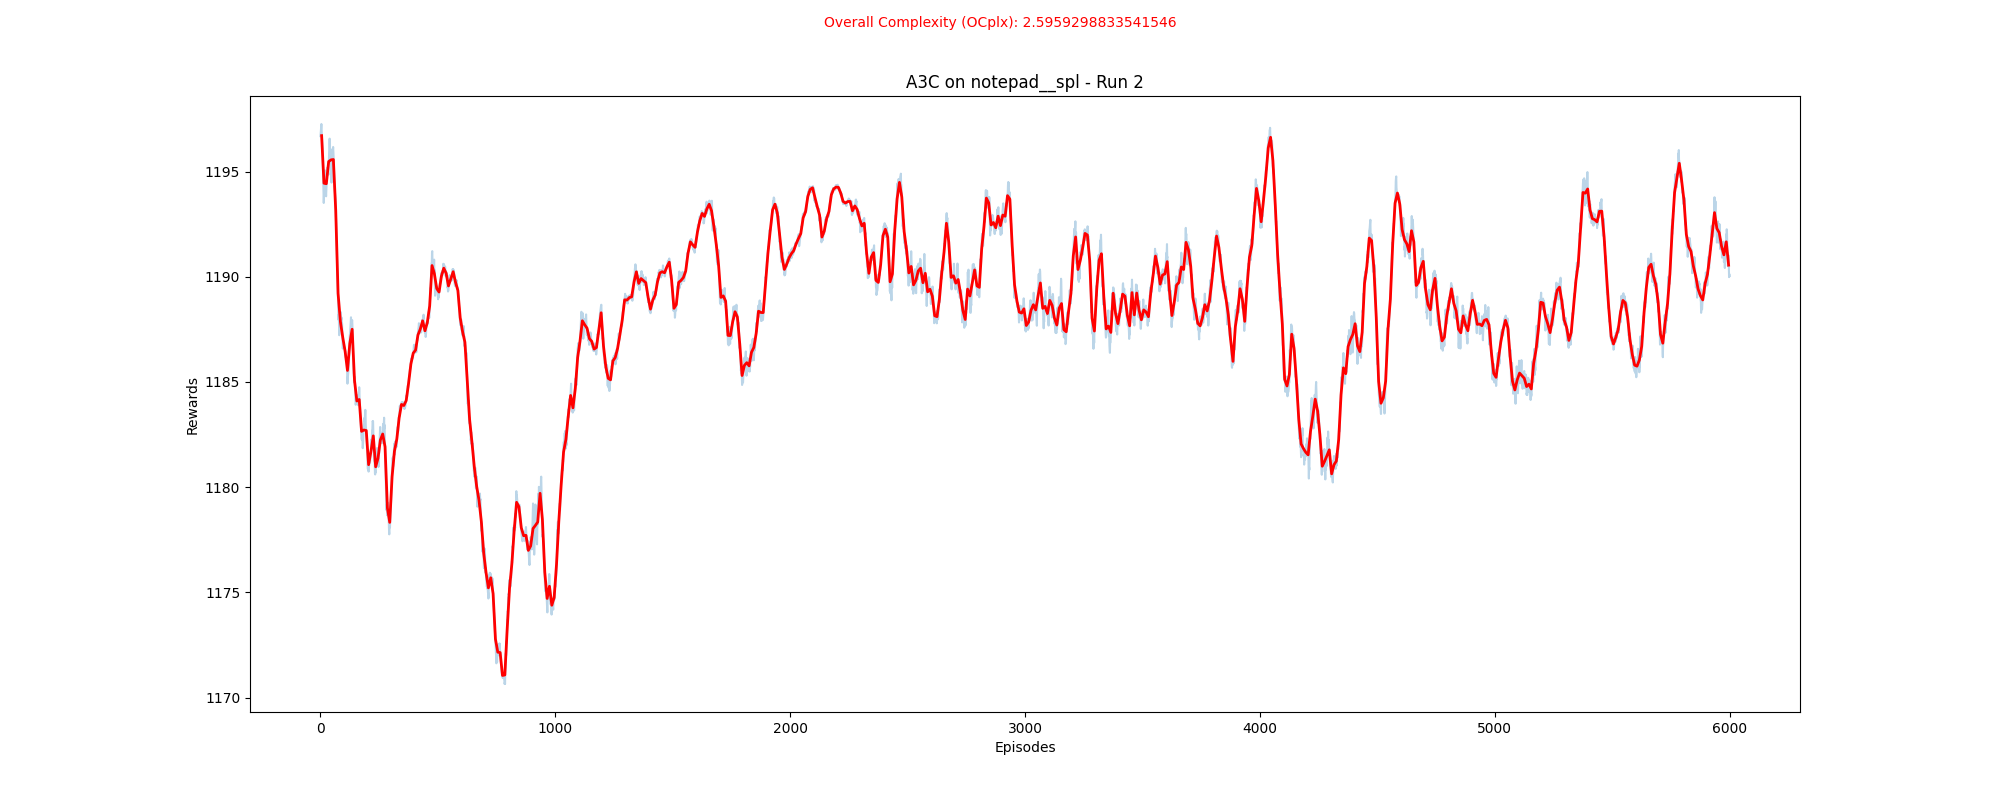 Overall Complexity (OCplx): 2.5959298833541546
A3C on notepad__spl - Run 2
1195
1190
1185
1180
1175
1170
Rewards
0 1000 2000 3000 4000 5000 6000
Episodes